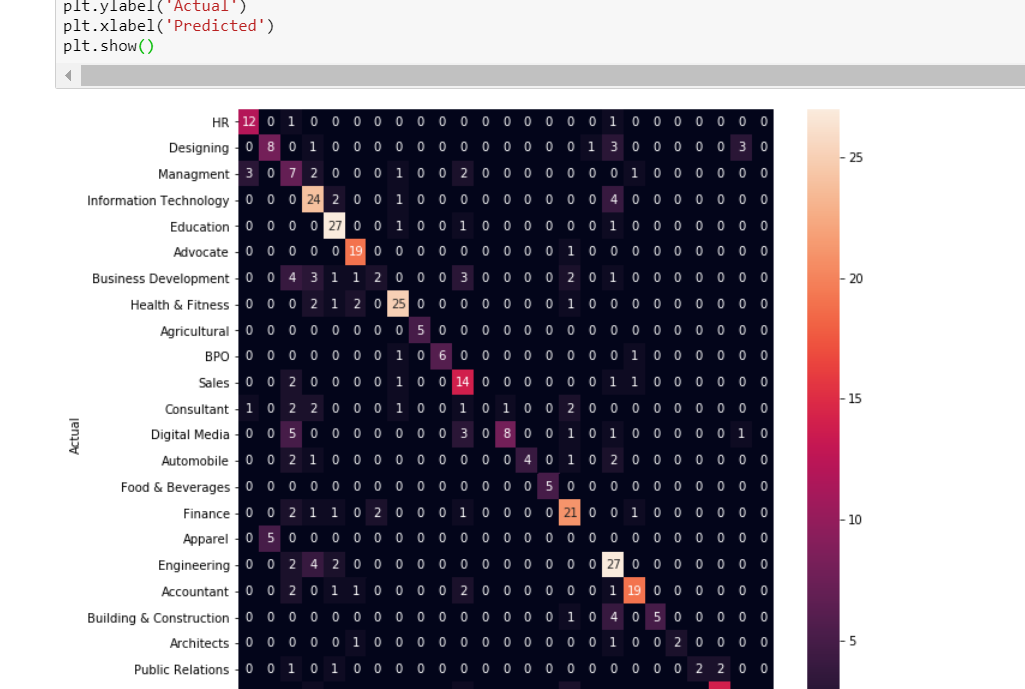 plt.ylabel('Actual')
plt.xlabel('Predicted')
plt.show()
HR 12 0 1 0 0 0 0 0 0 0 0 0 0 0 0 0 0 1 0 0 0 0 0 0 0
Designing 0 8 0 1 0 0 0 0 0 0 0 0 0 0 0 0 1 3 0 0 0 0 0 3 0
Managment 3 0 7 2 0 0 0 1 0 0 2 0 0 0 0 0 0 0 1 0 0 0 0 0 0
Information Technology 0 0 0 24 2 0 0 1 0 0 0 0 0 0 0 0 0 4 0 0 0 0 0 0 0
Education 0 0 0 0 27 0 0 1 0 0 1 0 0 0 0 0 0 1 0 0 0 0 0 0 0
Advocate 0 0 0 0 0 19 0 0 0 0 0 0 0 0 0 1 0 0 0 0 0 0 0 0 0
Business Development 0 0 4 3 1 1 2 0 0 0 3 0 0 0 0 2 0 1 0 0 0 0 0 0 0
Health & Fitness 0 0 0 2 1 2 0 25 0 0 0 0 0 0 0 1 0 0 0 0 0 0 0 0 0
Agricultural 0 0 0 0 0 0 0 0 5 0 0 0 0 0 0 0 0 0 0 0 0 0 0 0 0
BPO 0 0 0 0 0 0 0 1 0 6 0 0 0 0 0 0 0 0 1 0 0 0 0 0 0
Sales 0 0 2 0 0 0 0 1 0 0 14 0 0 0 0 0 0 1 1 0 0 0 0 0 0
Consultant 1 0 2 2 0 0 0 1 0 0 1 0 1 0 0 2 0 0 0 0 0 0 0 0 0
Digital Media 0 0 5 0 0 0 0 0 0 0 3 0 8 0 0 1 0 1 0 0 0 0 0 1 0
Automobile 0 0 2 1 0 0 0 0 0 0 0 0 0 4 0 1 0 2 0 0 0 0 0 0 0
Food & Beverages 0 0 0 0 0 0 0 0 0 0 0 0 0 0 5 0 0 0 0 0 0 0 0 0 0
Finance 0 0 2 1 1 0 2 0 0 0 1 0 0 0 0 21 0 0 1 0 0 0 0 0 0
Apparel 0 5 0 0 0 0 0 0 0 0 0 0 0 0 0 0 0 0 0 0 0 0 0 0 0
Engineering 0 0 2 4 2 0 0 0 0 0 0 0 0 0 0 0 0 27 0 0 0 0 0 0 0
Accountant 0 0 2 0 1 1 0 0 0 0 2 0 0 0 0 0 0 1 19 0 0 0 0 0 0
Building & Construction 0 0 0 0 0 0 0 0 0 0 0 0 0 0 0 1 0 4 0 5 0 0 0 0 0
Architects 0 0 0 0 0 1 0 0 0 0 0 0 0 0 0 0 0 1 0 0 2 0 0 0 0
Public Relations 0 0 1 0 1 0 0 0 0 0 0 0 0 0 0 0 0 0 0 0 0 2 2 0 0
Actual
25
20
15
10
5